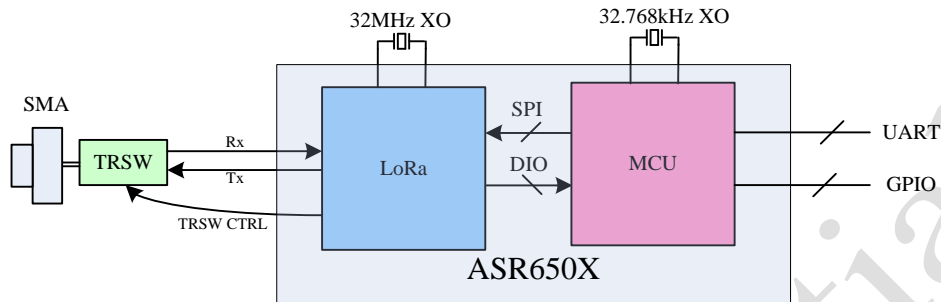 32MHz XO
32.768kHz XO
SMA
TRSW
Rx
Tx
TRSW CTRL
LoRa
SPI
DIO
MCU
UART
GPIO
ASR650X